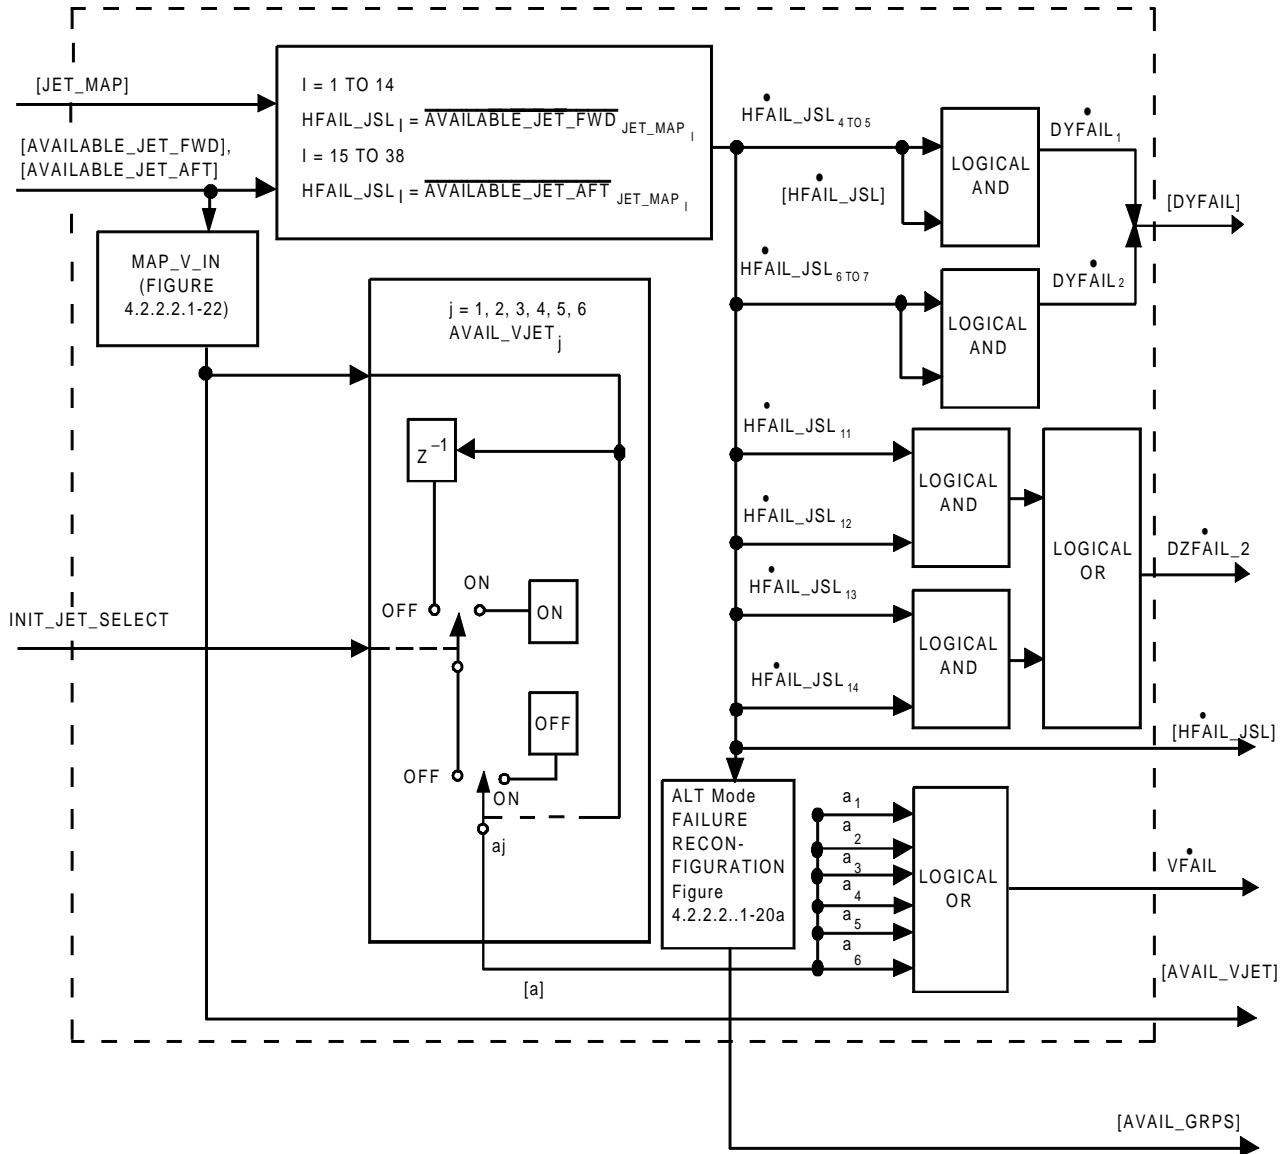 [JET_MAP]
[AVAILABLE_JET_FWD],
[AVAILABLE_JET_AFT]
I = 1 TO 14
HFAIL_JSL I = AVAILABLE_JET_FWD JET_MAP I
I = 15 TO 38
HFAIL_JSL I = AVAILABLE_JET_AFT JET_MAP I
MAP_V_IN
(FIGURE
4.2.2.2.1-22)
j = 1, 2, 3, 4, 5, 6
AVAIL_VJET j
Z –1
OFF
ON
ON
INIT_JET_SELECT
OFF
OFF
ON
aj
[a]
HFAIL_JSL 4 TO 5
[HFAIL_JSL]
LOGICAL
AND
DYFAIL 1
[DYFAIL]
HFAIL_JSL 6 TO 7
LOGICAL
AND
DYFAIL 2
HFAIL_JSL 11
HFAIL_JSL 12
LOGICAL
AND
HFAIL_JSL 13
HFAIL_JSL 14
LOGICAL
AND
LOGICAL
OR
DZFAIL_2
[HFAIL_JSL]
ALT Mode
FAILURE
RECON-
FIGURATION
Figure
4.2.2.2..1-20a
a 1
a 2
a 3
a 4
a 5
a 6
LOGICAL
OR
VFAIL
[AVAIL_VJET]
[AVAIL_GRPS]